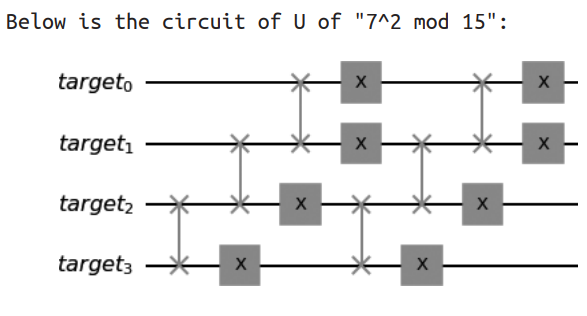 Below is the circuit of U of "7^2 mod 15":
target₀ X X
target₁ X X
target₂ X X
target₃ X X